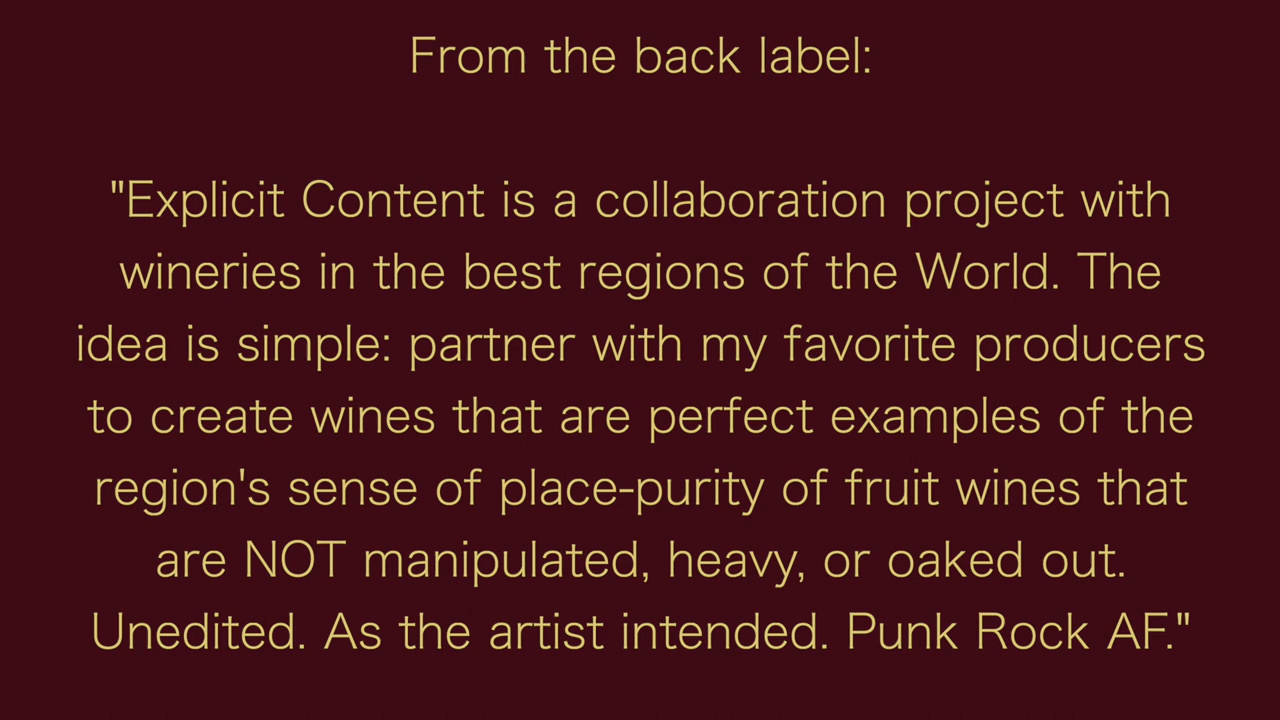 From the back label:
"Explicit Content is a collaboration project with
wineries in the best regions of the World. The
idea is simple: partner with my favorite producers
to create wines that are perfect examples of the
region's sense of place-purity of fruit wines that
are NOT manipulated, heavy, or oaked out.
Unedited. As the artist intended. Punk Rock AF."